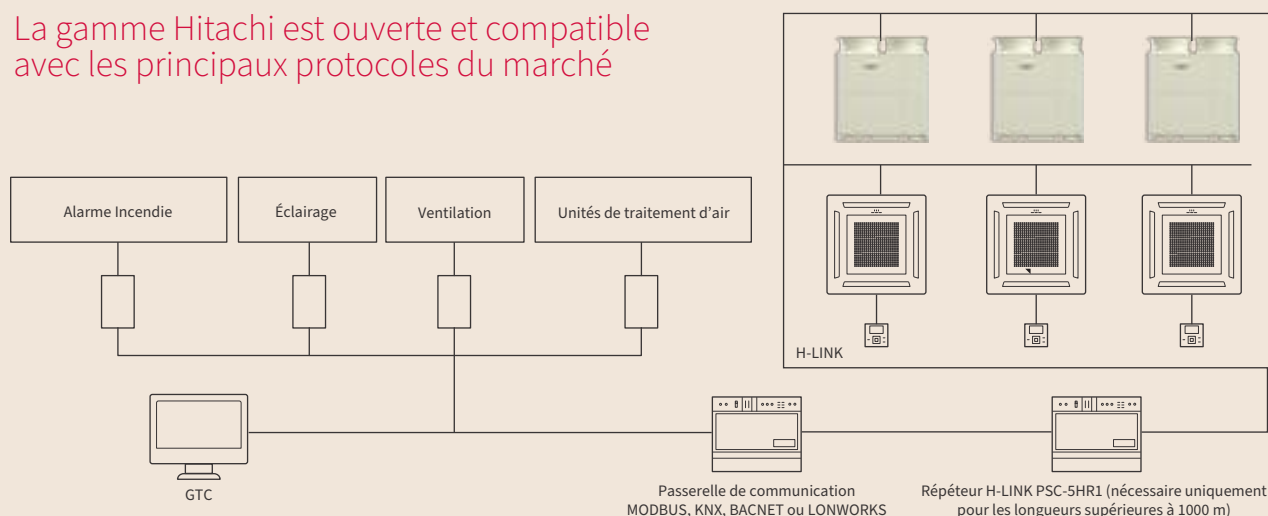 La gamme Hitachi est ouverte et compatible
avec les principaux protocoles du marché
Alarme Incendie
Éclairage
Ventilation
Unités de traitement d’air
H-LINK
GTC
Passerelle de communication
MODBUS, KNX, BACNET ou LONWORKS
Répéteur H-LINK PSC-5HR1 (nécessaire uniquement
pour les longueurs supérieures à 1000 m)